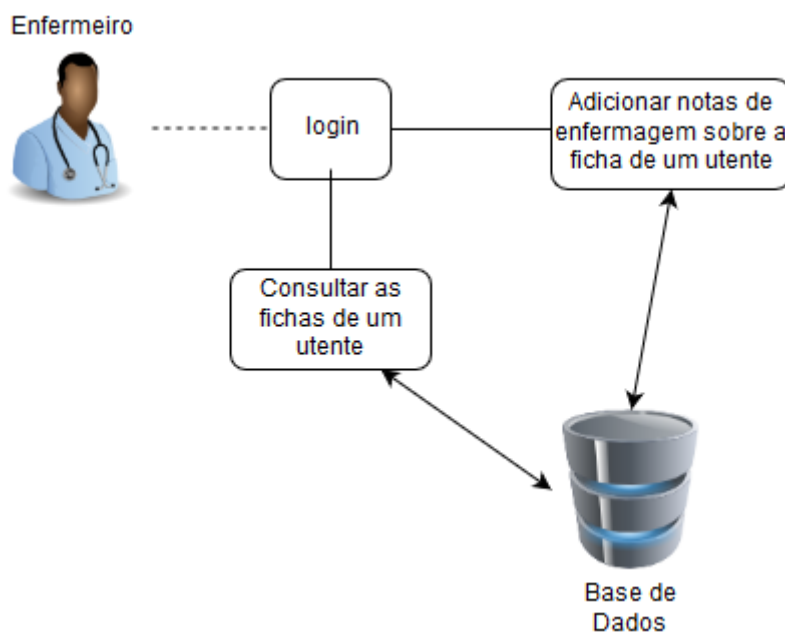 Enfermeiro
login
Adicionar notas de
enfermagem sobre a
ficha de um utente
Consultar as
fichas de um
utente
Base de
Dados